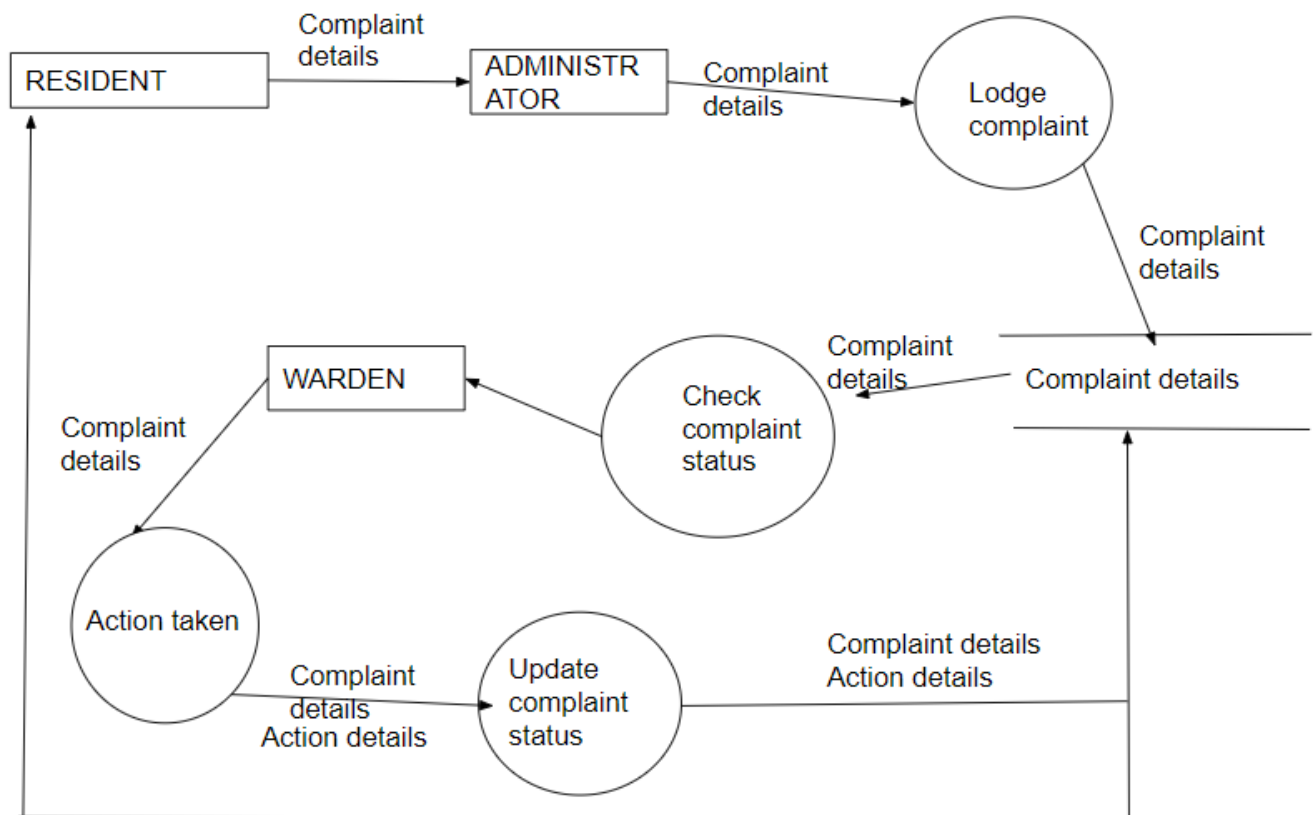 Complaint
details
RESIDENT
ADMINISTR
ATOR
Complaint
details
Lodge
complaint
Complaint
details
Complaint
details
Complaint details
Check
complaint
status
WARDEN
Complaint
details
Action taken
Complaint
details
Action details
Update
complaint
status
Complaint details
Action details